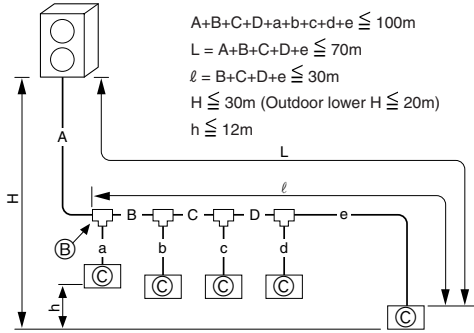 A+B+C+D+a+b+c+d+e ≦ 100m
L = A+B+C+D+e ≦ 70m
ℓ = B+C+D+e ≦ 30m
H ≦ 30m (Outdoor lower H ≦ 20m)
h ≦ 12m
A
L
H
ℓ
B C D e
Ⓑ a b c d
Ⓒ Ⓒ Ⓒ Ⓒ
h
Ⓒ